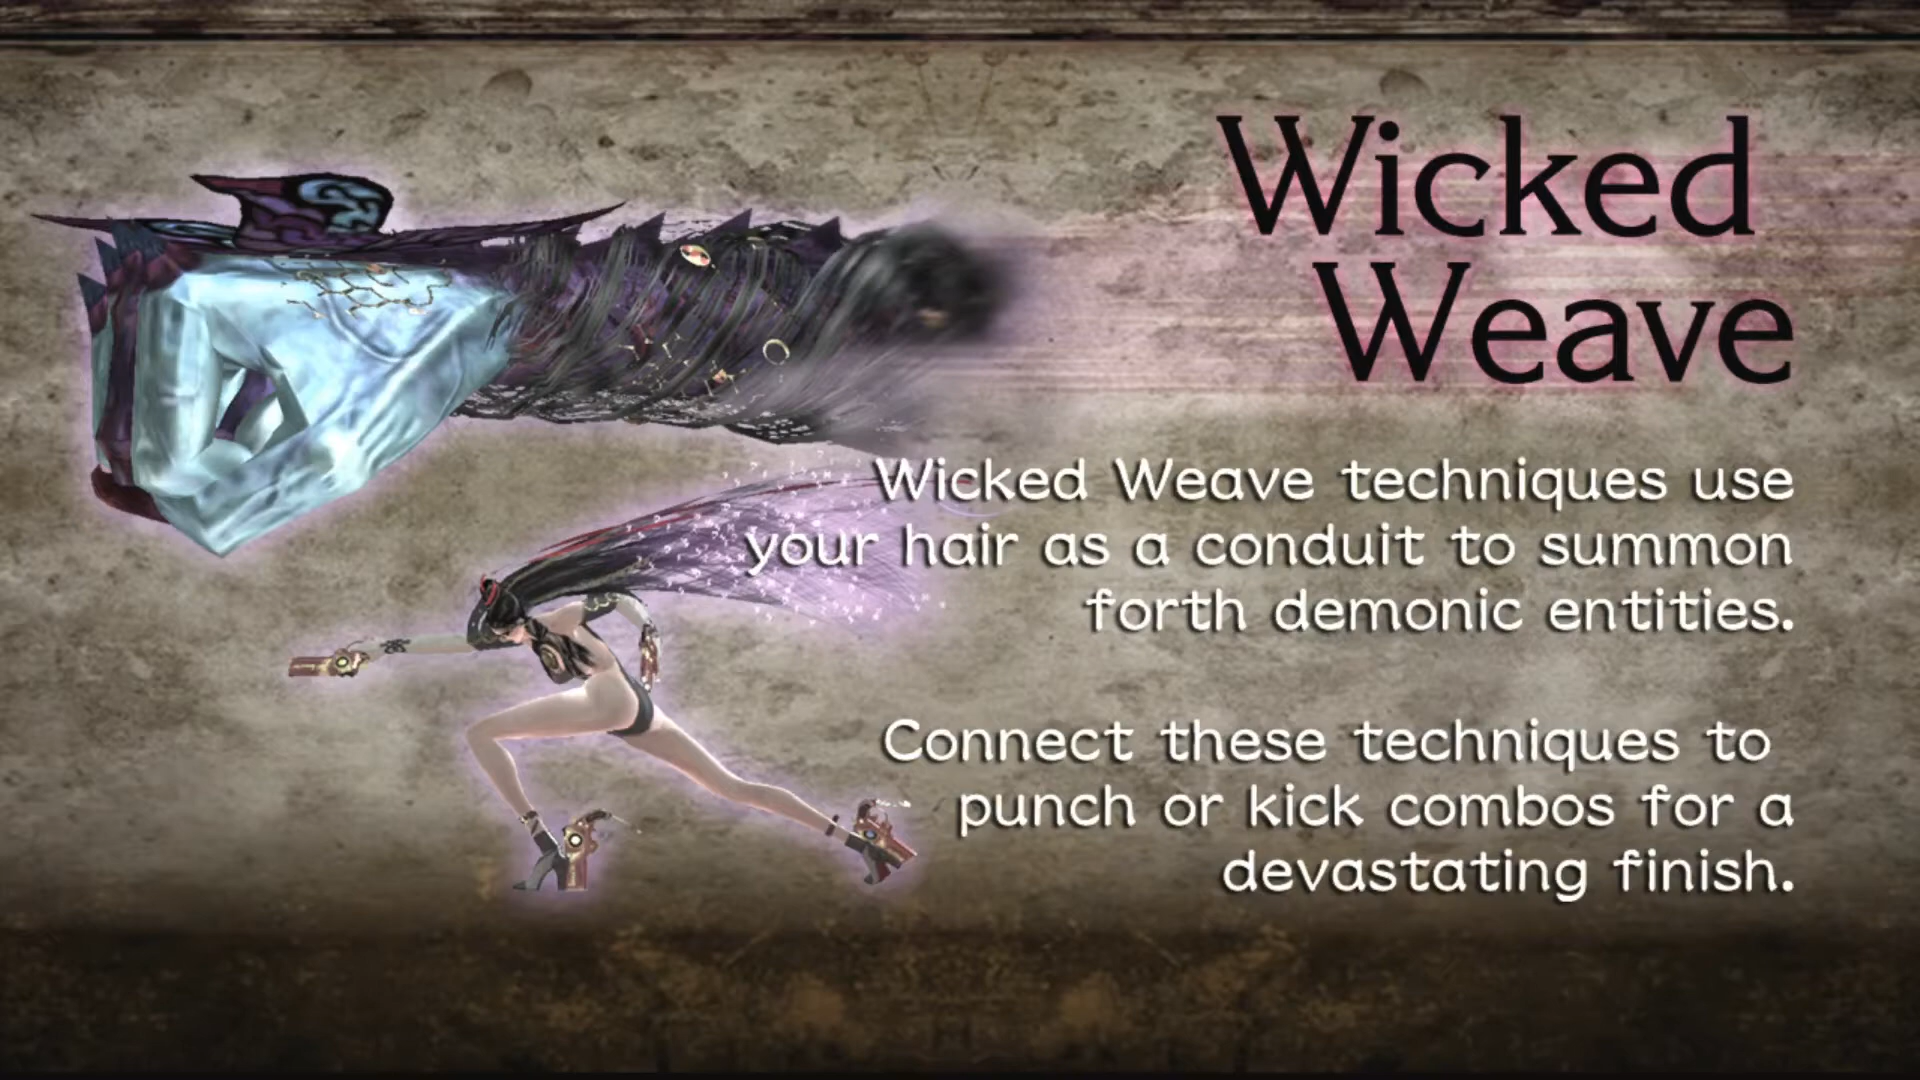 Wicked
Weave
Wicked Weave techniques use
your hair as a conduit to summon
forth demonic entities.
Connect these techniques to
punch or kick combos for a
devastating finish.